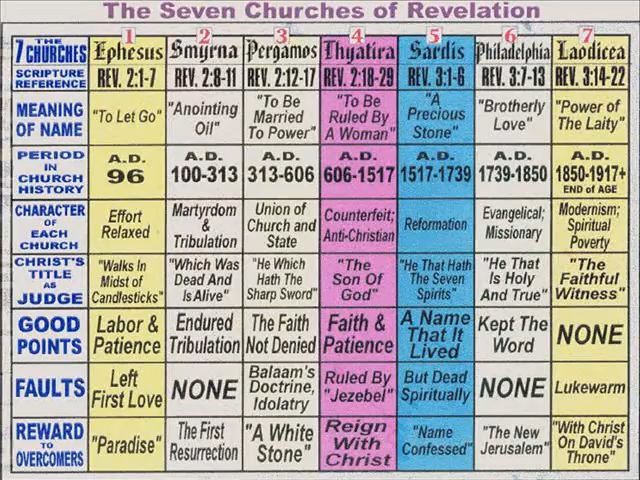 The Seven Churches of Revelation
1 2 3 4 5 6 7
THE 7 CHURCHES Ephesus Smyrna Pergamos Thyatira Sardis Philadelphia Laodicea
SCRIPTURE REFERENCE REV. 2:1-7 REV. 2:8-11 REV. 2:12-17 REV. 2:18-29 REV. 3:1-6 REV. 3:7-13 REV. 3:14-22
MEANING OF NAME "To Let Go" "Anointing Oil" "To Be Married To Power" "To Be Ruled By A Woman" "A Precious Stone" "Brotherly Love" "Power of The Laity"
PERIOD IN CHURCH HISTORY A.D. 96 A.D. 100-313 A.D. 313-606 A.D. 606-1517 A.D. 1517-1739 A.D. 1739-1850 A.D. 1850-1917+ END of AGE
CHARACTER OF EACH CHURCH Effort Relaxed Martyrdom & Tribulation Union of Church and State Counterfeit; Anti-Christian Reformation Evangelical; Missionary Modernism; Spiritual Poverty
CHRIST'S TITLE AS JUDGE "Walks In Midst of Candlesticks" "Which Was Dead And Is Alive" "He Which Hath The Sharp Sword" "The Son Of God" "He That Hath The Seven Spirits" "He That Is Holy And True" "The Faithful Witness"
GOOD POINTS Labor & Patience Endured Tribulation The Faith Not Denied Faith & Patience A Name That It Lived Kept The Word NONE
FAULTS Left First Love NONE Balaam's Doctrine, Idolatry Ruled By "Jezebel" But Dead Spiritually NONE Lukewarm
REWARD TO OVERCOMERS "Paradise" The First Resurrection "A White Stone" Reign With Christ "Name Confessed" "The New Jerusalem" "With Christ On David's Throne"